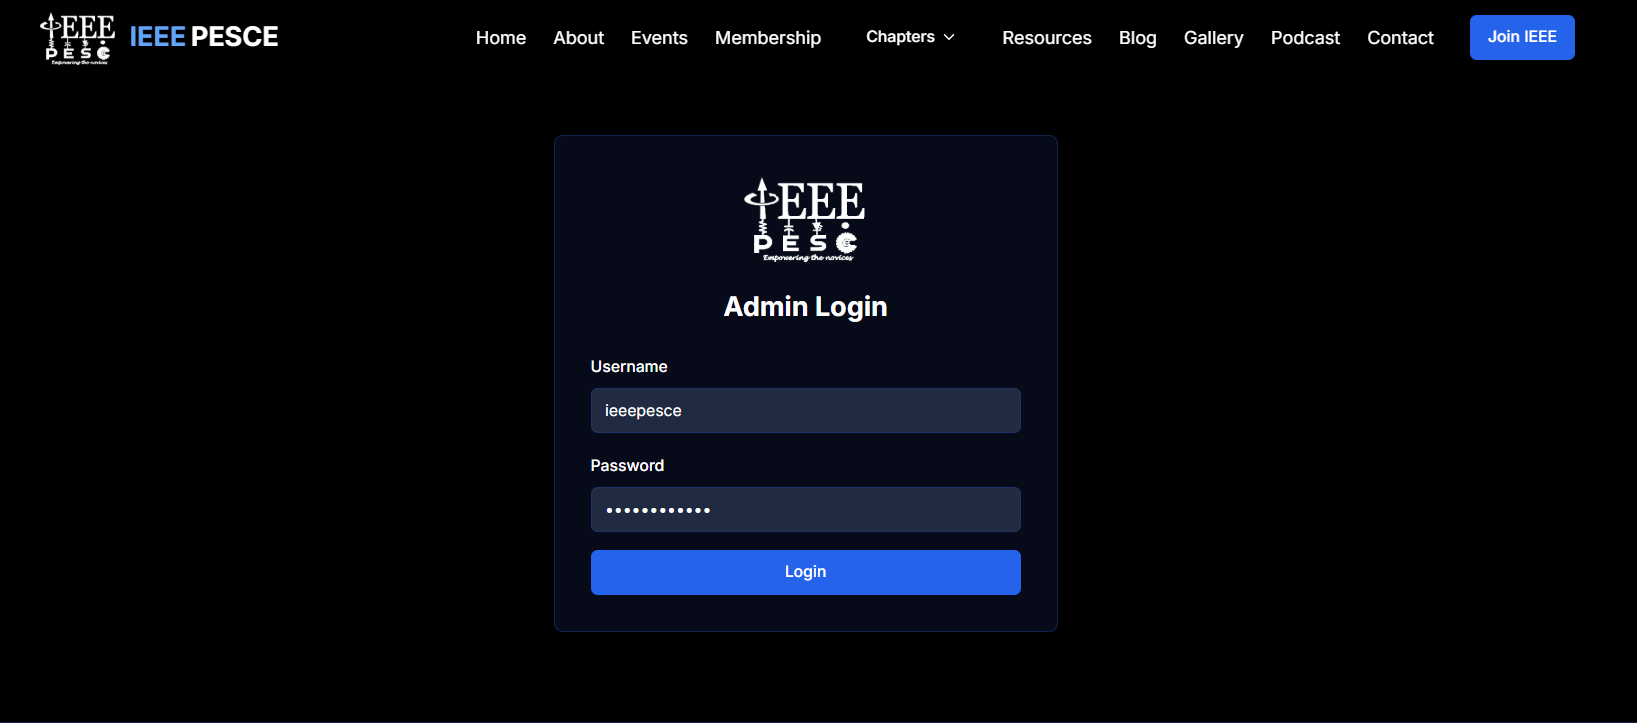 IEEE
PESC
Empowering the novices
IEEE PESCE
Home About Events Membership Chapters Resources Blog Gallery Podcast Contact Join IEEE
IEEE
PESC
Empowering the novices
Admin Login
Username
ieeepesce
Password
••••••••••••
Login